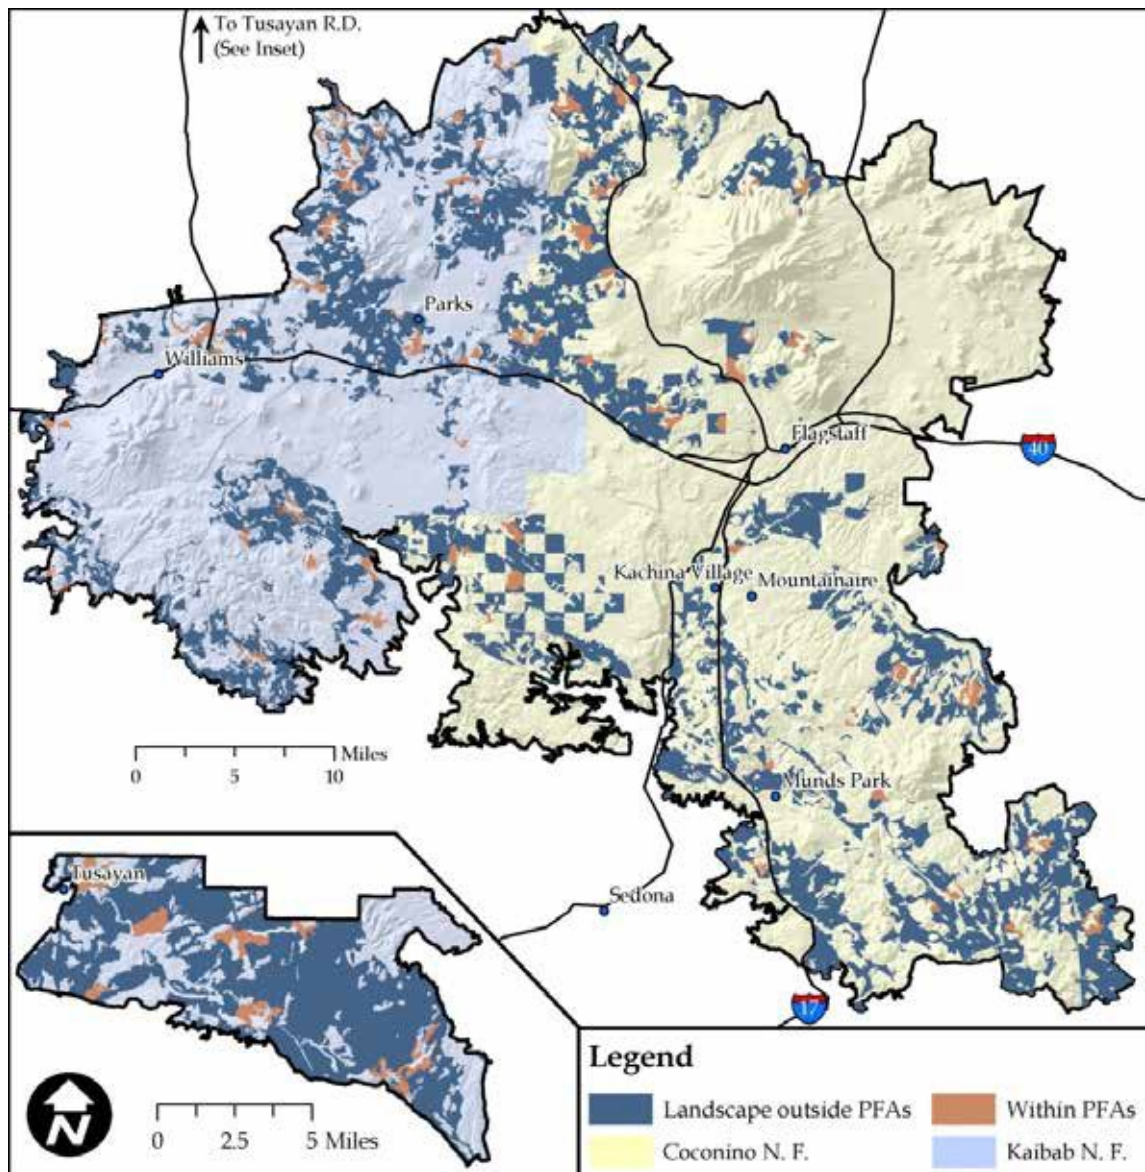 To Tusayan R.D.
(See Inset)
Parks
Williams
Flagstaff
40
Kachina Village
Mountainaire
Miles
0 5 10
Munds Park
Tusayan
Sedona
17
N
0 2.5 5 Miles
Legend
Landscape outside PFAs
Within PFAs
Coconino N. F.
Kaibab N. F.